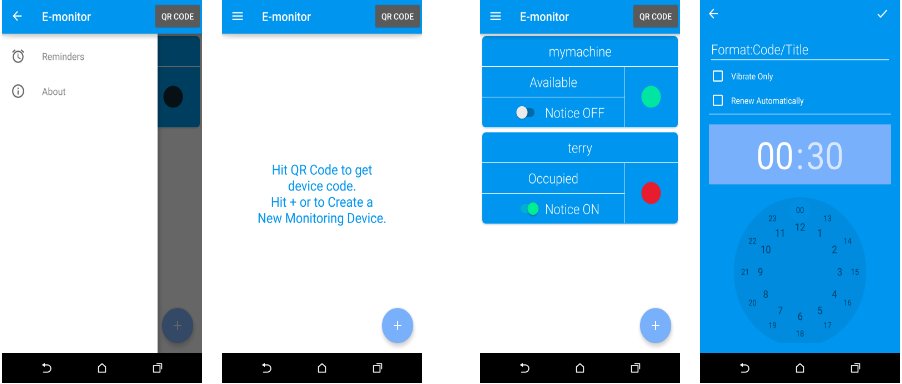 E-monitor
QR CODE
Reminders
About
+
E-monitor
QR CODE
Hit QR Code to get
device code.
Hit + or to Create a
New Monitoring Device.
+
E-monitor
QR CODE
mymachine
Available
Notice OFF
terry
Occupied
Notice ON
+
Format:Code/Title
Vibrate Only
Renew Automatically
00:30
00
23 13
12
11 1
22 14
10 2
21 9 3 15
8 4
20 16
7 5
6
19 17
18